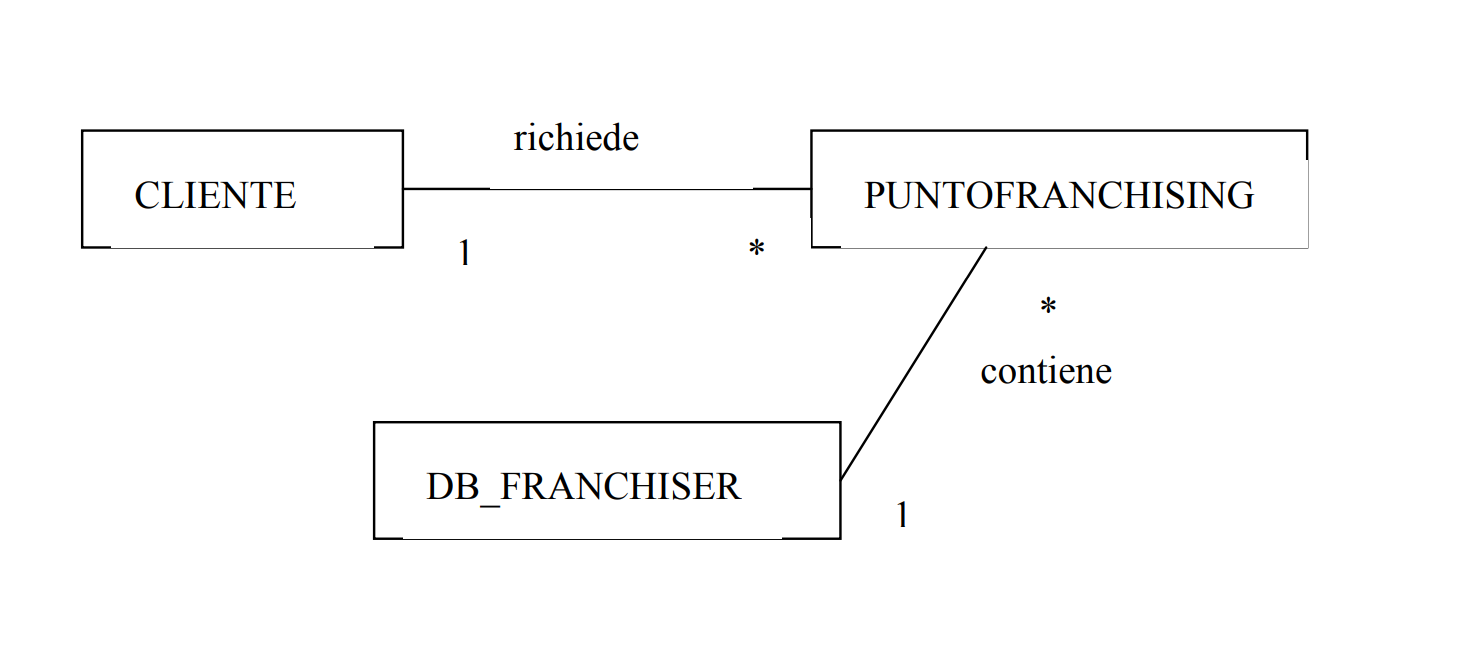 richiede
CLIENTE
PUNTOFRANCHISING
1
*
*
contiene
DB_FRANCHISER
1